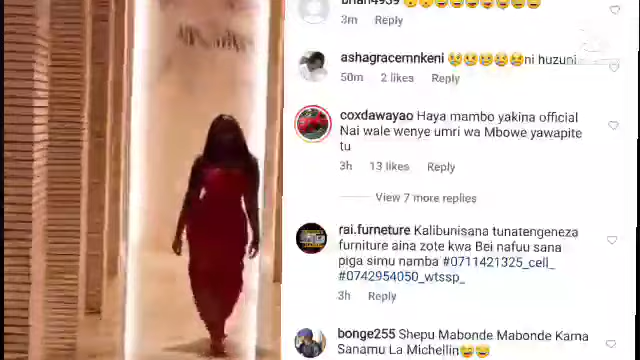 brian4939
3m Reply
ashagracemnkeni 😢😢😢😢😢ni huzuni
50m 2 likes Reply
coxdawayao Haya mambo yakina official
Nai wale wenye umri wa Mbowe yawapite
tu
3h 13 likes Reply
View 7 more replies
rai.furneture Kalibunisana tunatengeneza
furniture aina zote kwa Bei nafuu sana
piga simu namba #0711421325_cell_
#0742954050_wtssp_
3h Reply
bonge255 Shepu Mabonde Mabonde Kama
Sanamu La Michellin😂😂